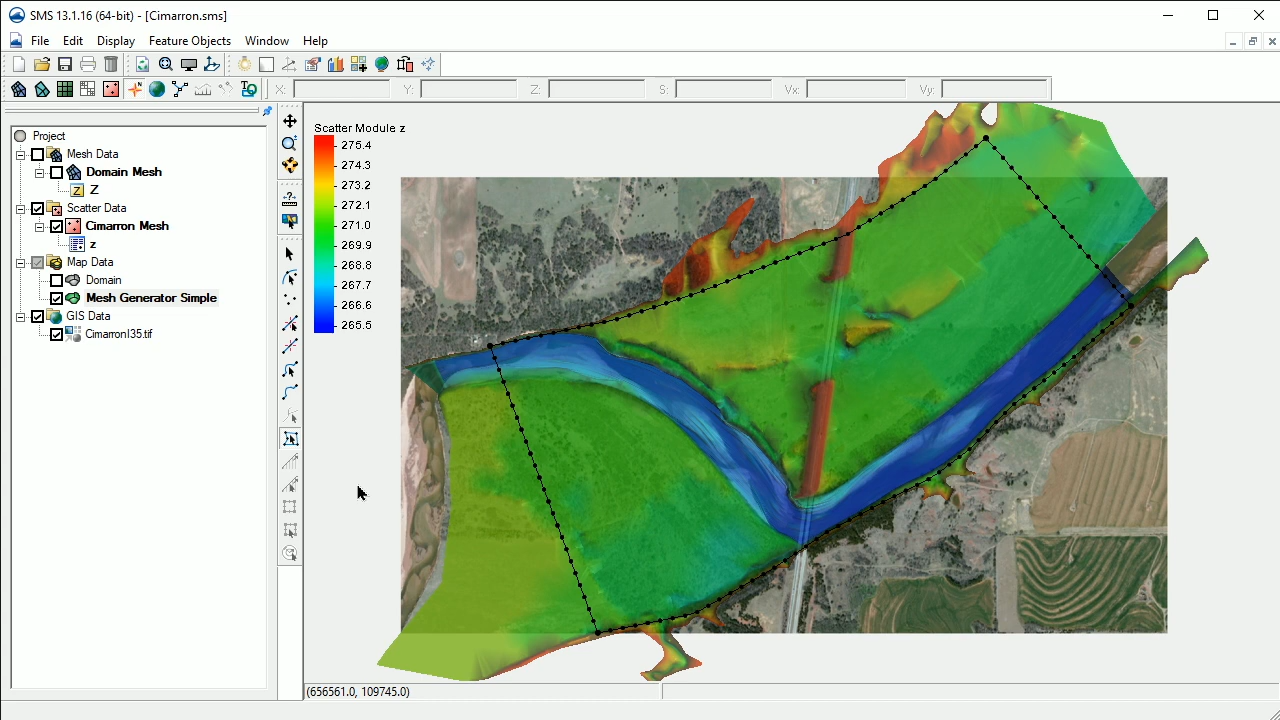 SMS 13.1.16 (64-bit) - [Cimarron.sms]
File Edit Display Feature Objects Window Help
X: Y: Z: S: Vx: Vy:
Project
Mesh Data
Domain Mesh
Z
Scatter Data
Cimarron Mesh
z
Map Data
Domain
Mesh Generator Simple
GIS Data
CimarronI35.tif
Scatter Module z
275.4
274.3
273.2
272.1
271.0
269.9
268.8
267.7
266.6
265.5
(656561.0, 109745.0)